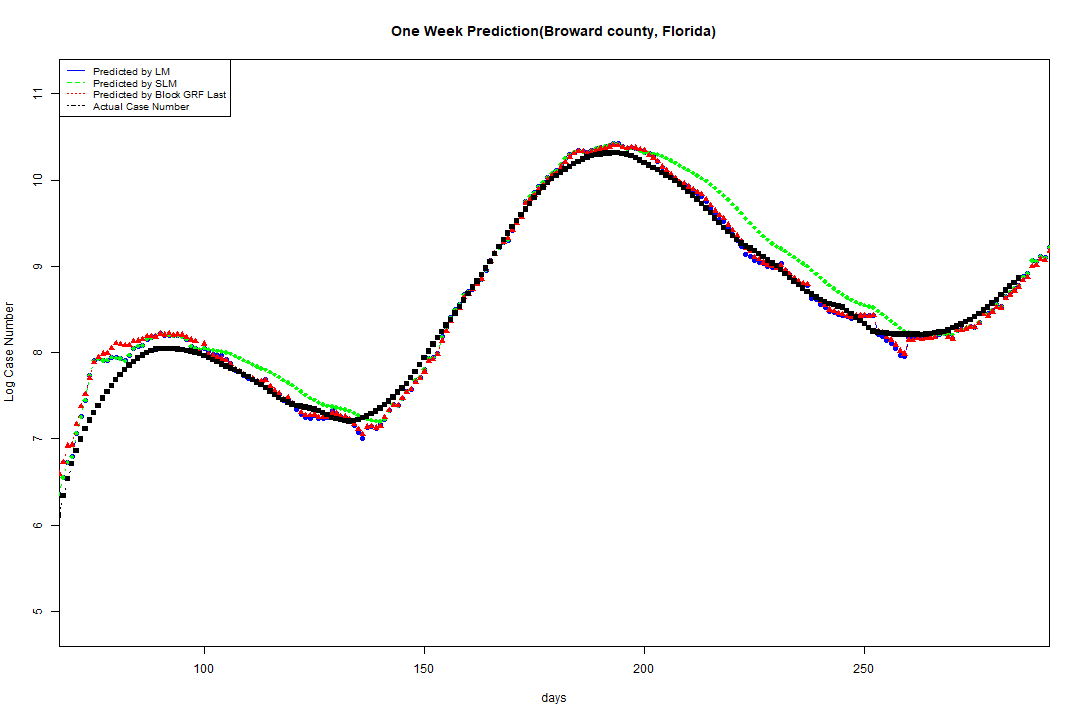 One Week Prediction(Broward county, Florida)
Predicted by LM
Predicted by SLM
Predicted by Block GRF Last
Actual Case Number
11
10
9
8
7
6
5
Log Case Number
100 150 200 250
days